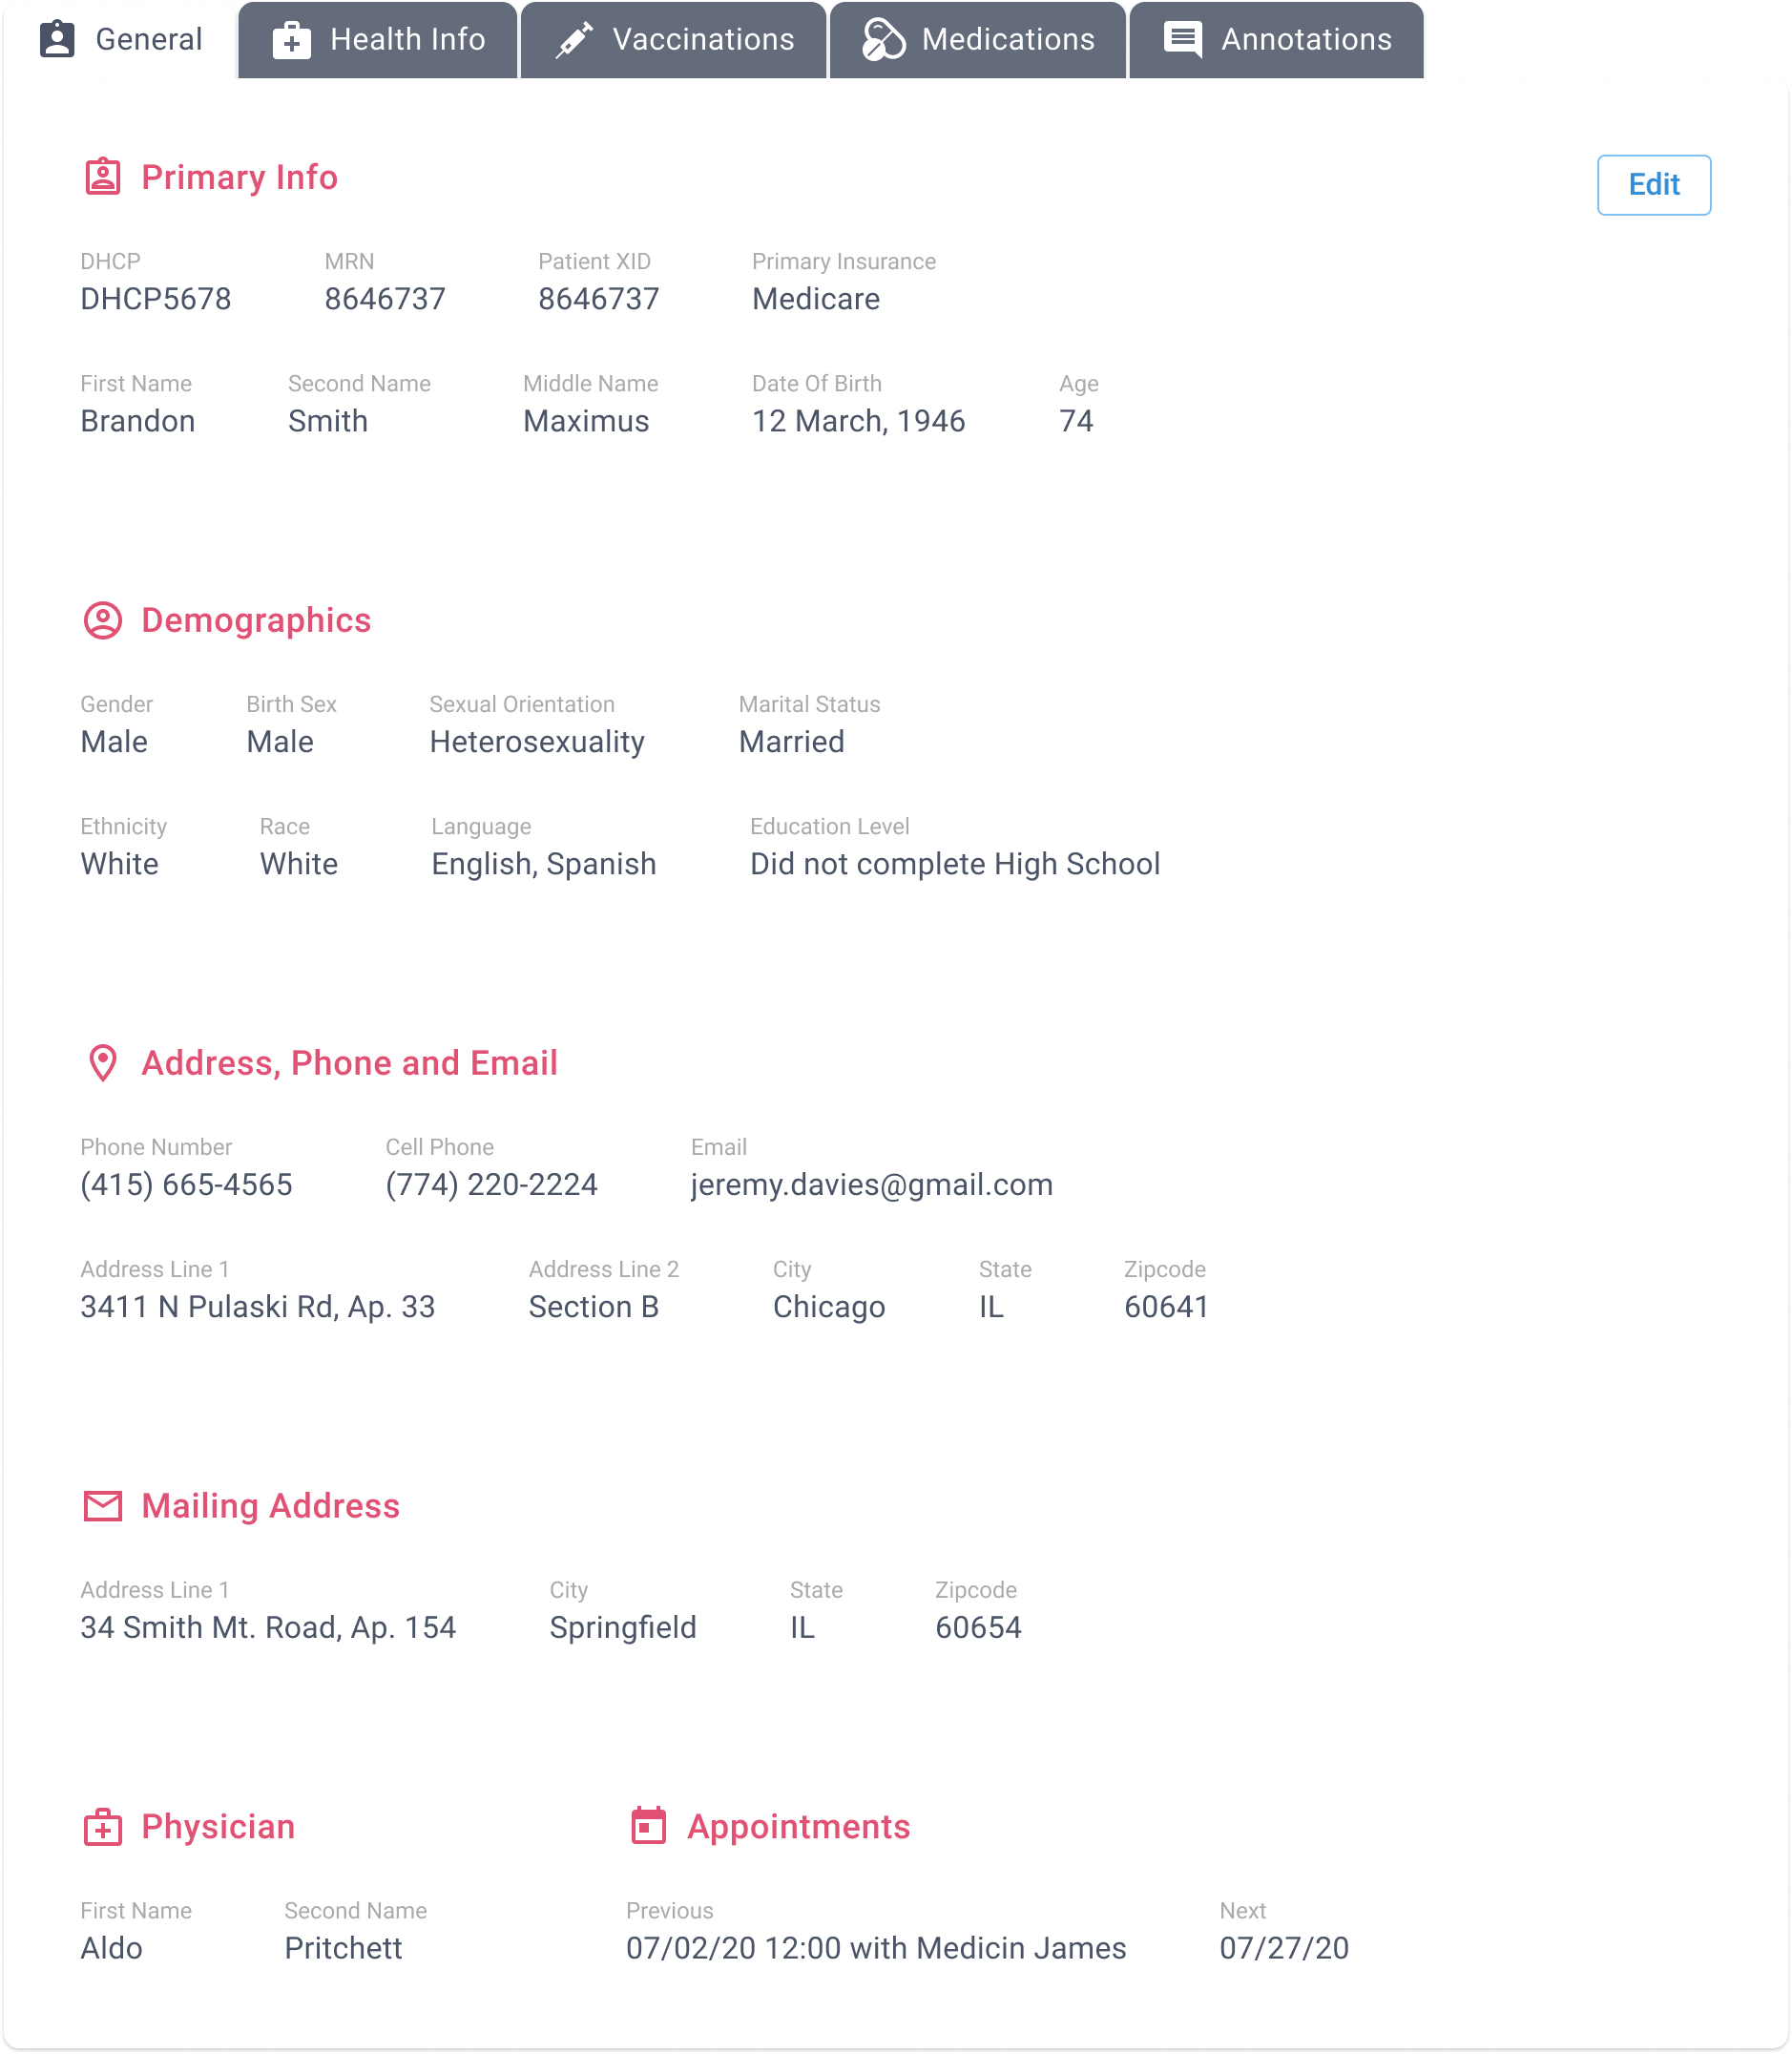 General Health Info Vaccinations Medications Annotations
Primary Info
Edit
DHCP MRN Patient XID Primary Insurance
DHCP5678 8646737 8646737 Medicare
First Name Second Name Middle Name Date Of Birth Age
Brandon Smith Maximus 12 March, 1946 74
Demographics
Gender Birth Sex Sexual Orientation Marital Status
Male Male Heterosexuality Married
Ethnicity Race Language Education Level
White White English, Spanish Did not complete High School
Address, Phone and Email
Phone Number Cell Phone Email
(415) 665-4565 (774) 220-2224 jeremy.davies@gmail.com
Address Line 1 Address Line 2 City State Zipcode
3411 N Pulaski Rd, Ap. 33 Section B Chicago IL 60641
Mailing Address
Address Line 1 City State Zipcode
34 Smith Mt. Road, Ap. 154 Springfield IL 60654
Physician Appointments
First Name Second Name Previous Next
Aldo Pritchett 07/02/20 12:00 with Medicin James 07/27/20